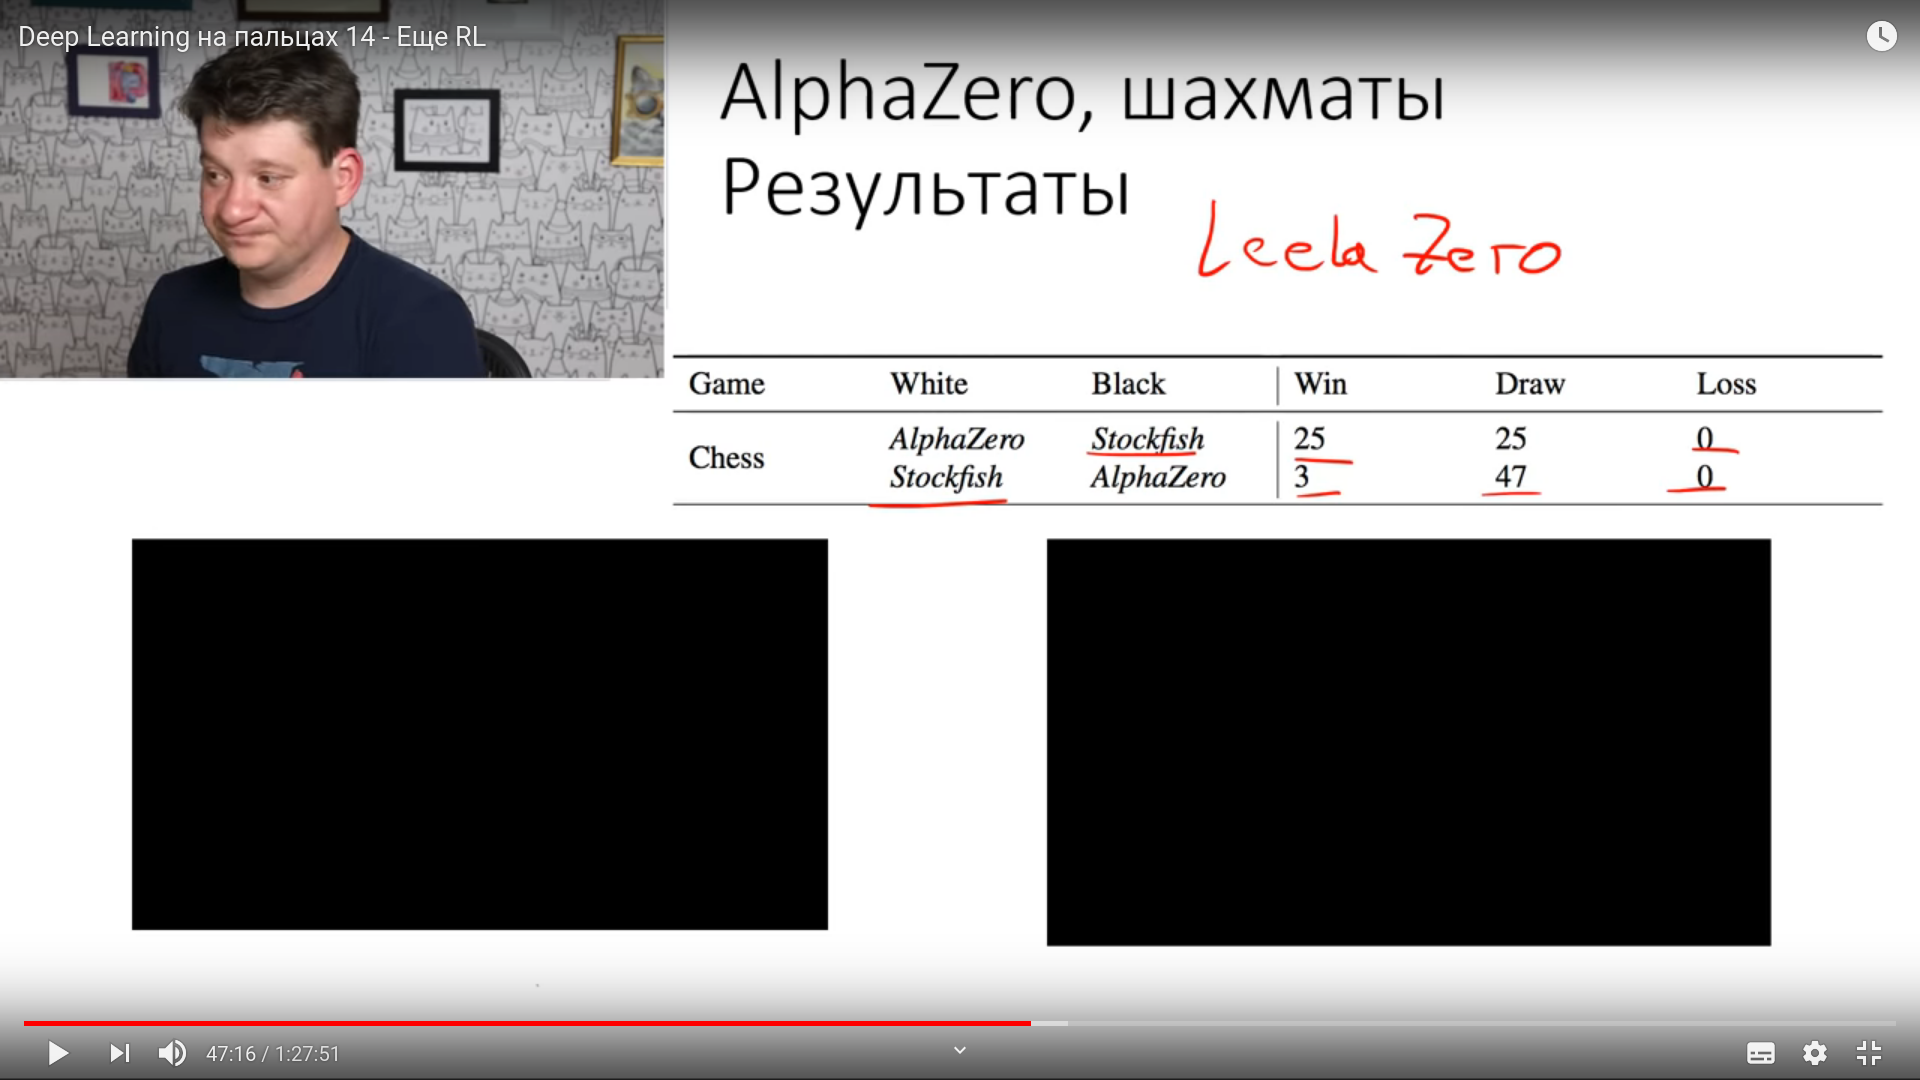 Deep Learning на пальцах 14 - Еще RL
AlphaZero, шахматы
Результаты
Leela Zero
Game White Black Win Draw Loss
Chess
AlphaZero Stockfish 25 25 0
Stockfish AlphaZero 3 47 0
47:16 / 1:27:51